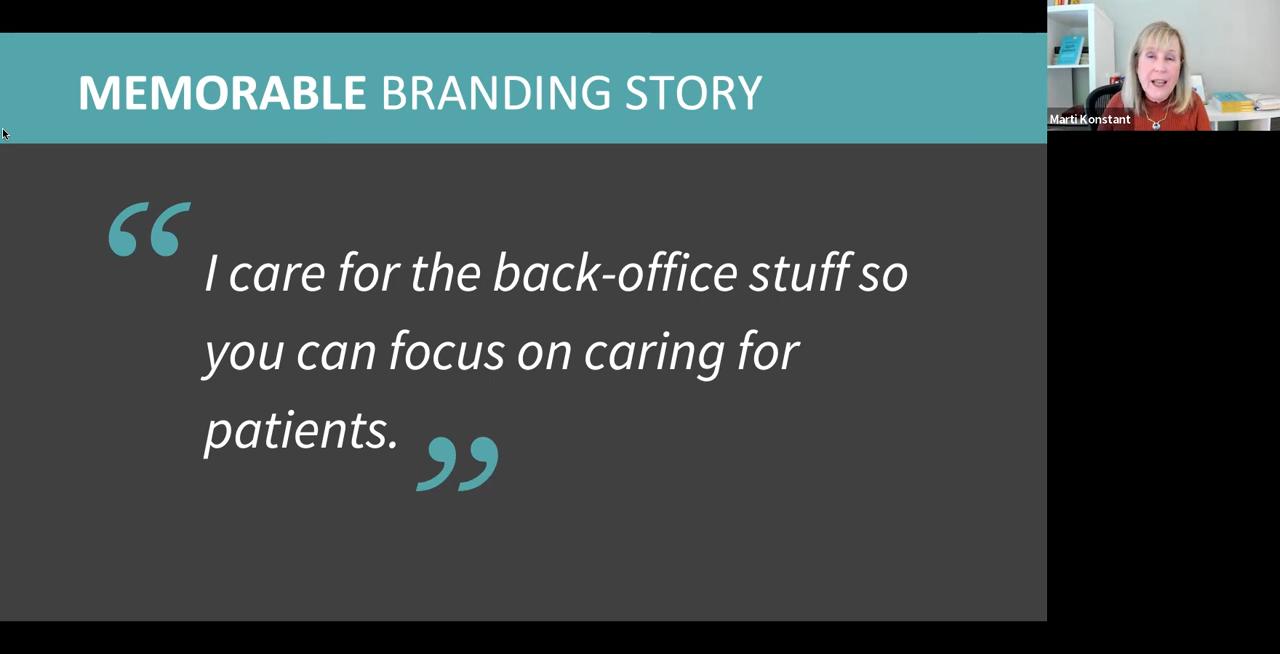 MEMORABLE BRANDING STORY
“I care for the back-office stuff so
you can focus on caring for
patients.”
Marti Konstant